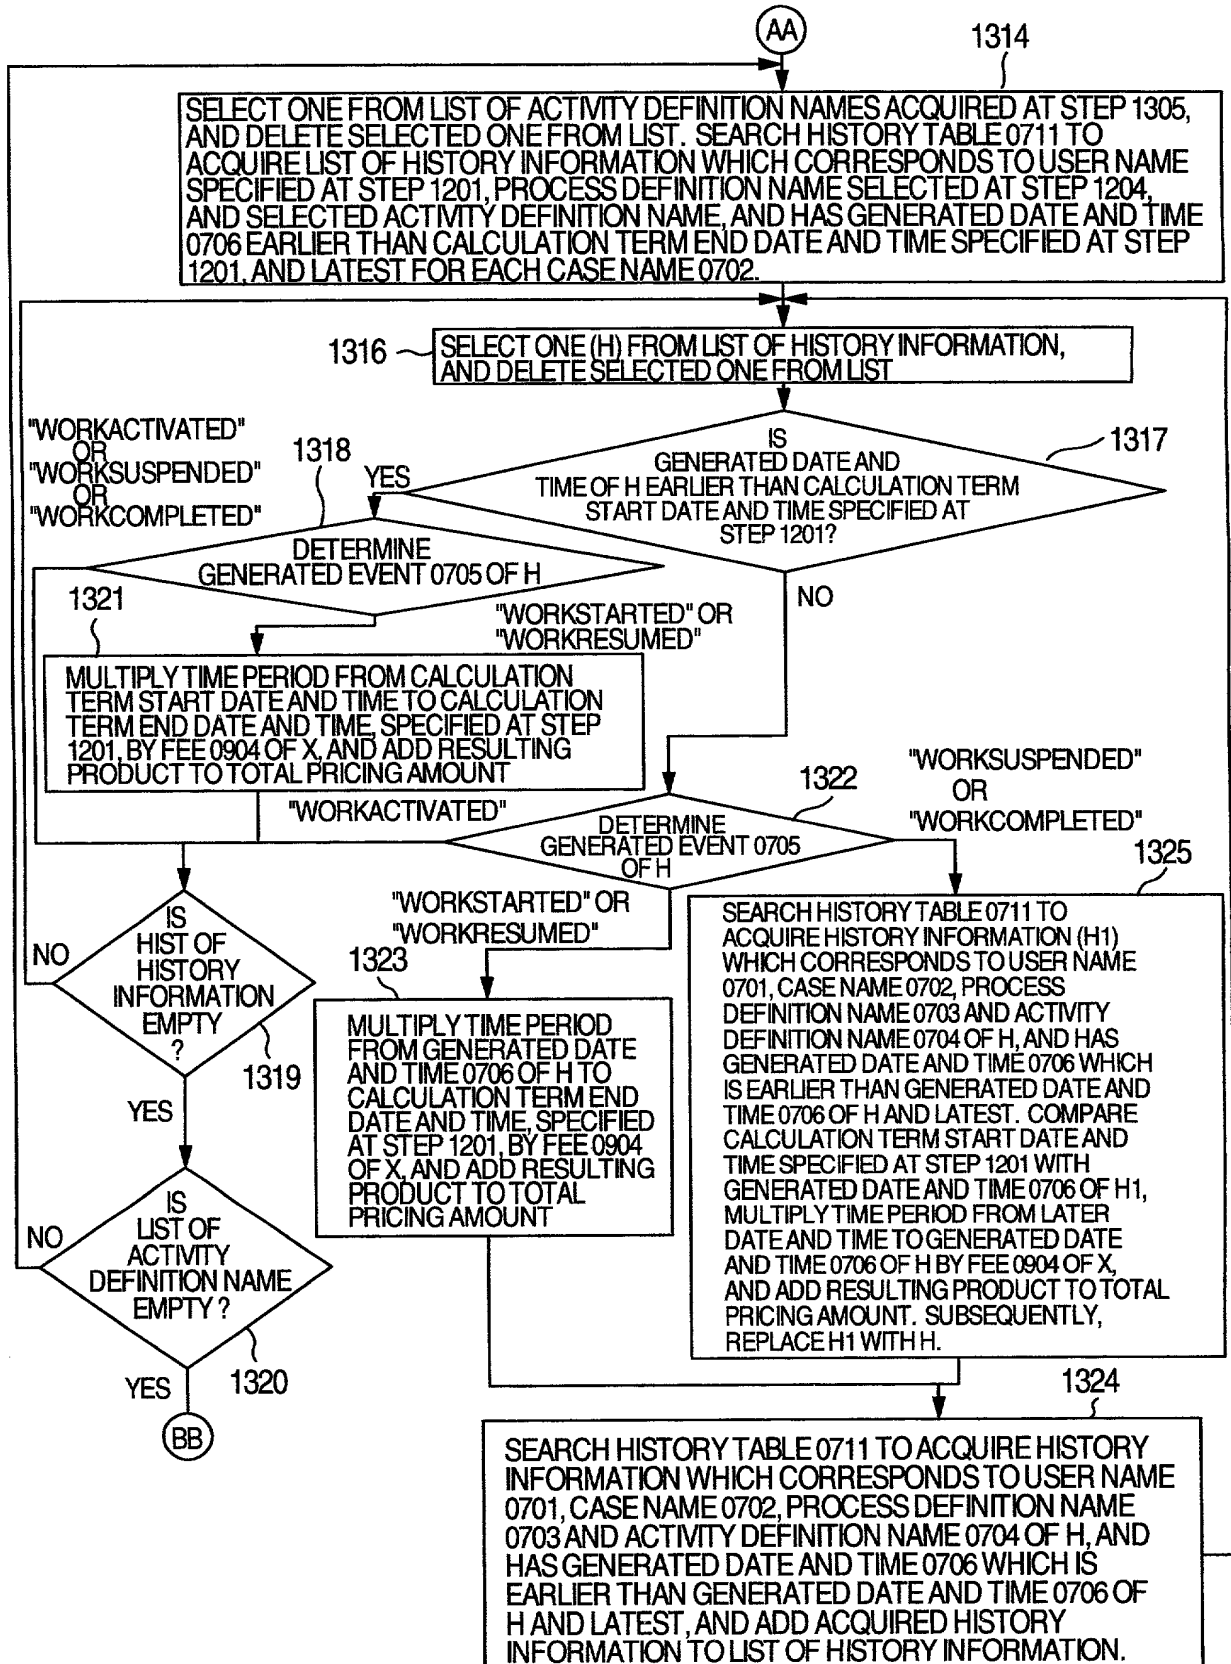 AA
1314
SELECT ONE FROM LIST OF ACTIVITY DEFINITION NAMES ACQUIRED AT STEP 1305,
AND DELETE SELECTED ONE FROM LIST. SEARCH HISTORY TABLE 0711 TO
ACQUIRE LIST OF HISTORY INFORMATION WHICH CORRESPONDS TO USER NAME
SPECIFIED AT STEP 1201, PROCESS DEFINITION NAME SELECTED AT STEP 1204,
AND SELECTED ACTIVITY DEFINITION NAME, AND HAS GENERATED DATE AND TIME
0706 EARLIER THAN CALCULATION TERM END DATE AND TIME SPECIFIED AT STEP
1201, AND LATEST FOR EACH CASE NAME 0702.
1316
SELECT ONE (H) FROM LIST OF HISTORY INFORMATION,
AND DELETE SELECTED ONE FROM LIST
"WORKACTIVATED"
OR
"WORKSUSPENDED"
OR
"WORKCOMPLETED"
1318
YES
1317
IS
GENERATED DATE AND
TIME OF H EARLIER THAN CALCULATION TERM
START DATE AND TIME SPECIFIED AT
STEP 1201?
DETERMINE
GENERATED EVENT 0705 OF H
NO
1321
"WORKSTARTED" OR
"WORKRESUMED"
MULTIPLY TIME PERIOD FROM CALCULATION
TERM START DATE AND TIME TO CALCULATION
TERM END DATE AND TIME, SPECIFIED AT STEP
1201, BY FEE 0904 OF X, AND ADD RESULTING
PRODUCT TO TOTAL PRICING AMOUNT
"WORKACTIVATED"
1322
"WORKSUSPENDED"
OR
"WORKCOMPLETED"
DETERMINE
GENERATED EVENT 0705
OF H
1325
"WORKSTARTED" OR
"WORKRESUMED"
NO
IS
HIST OF
HISTORY
INFORMATION
EMPTY
?
1319
YES
1323
MULTIPLY TIME PERIOD
FROM GENERATED DATE
AND TIME 0706 OF H TO
CALCULATION TERM END
DATE AND TIME, SPECIFIED
AT STEP 1201, BY FEE 0904
OF X, AND ADD RESULTING
PRODUCT TO TOTAL
PRICING AMOUNT
SEARCH HISTORY TABLE 0711 TO
ACQUIRE HISTORY INFORMATION (H1)
WHICH CORRESPONDS TO USER NAME
0701, CASE NAME 0702, PROCESS
DEFINITION NAME 0703 AND ACTIVITY
DEFINITION NAME 0704 OF H, AND HAS
GENERATED DATE AND TIME 0706 WHICH
IS EARLIER THAN GENERATED DATE AND
TIME 0706 OF H AND LATEST. COMPARE
CALCULATION TERM START DATE AND
TIME SPECIFIED AT STEP 1201 WITH
GENERATED DATE AND TIME 0706 OF H1,
MULTIPLY TIME PERIOD FROM LATER
DATE AND TIME TO GENERATED DATE
AND TIME 0706 OF H BY FEE 0904 OF X,
AND ADD RESULTING PRODUCT TO TOTAL
PRICING AMOUNT. SUBSEQUENTLY,
REPLACE H1 WITH H.
NO
IS
LIST OF
ACTIVITY
DEFINITION NAME
EMPTY ?
1320
YES
BB
1324
SEARCH HISTORY TABLE 0711 TO ACQUIRE HISTORY
INFORMATION WHICH CORRESPONDS TO USER NAME
0701, CASE NAME 0702, PROCESS DEFINITION NAME
0703 AND ACTIVITY DEFINITION NAME 0704 OF H, AND
HAS GENERATED DATE AND TIME 0706 WHICH IS
EARLIER THAN GENERATED DATE AND TIME 0706 OF
H AND LATEST, AND ADD ACQUIRED HISTORY
INFORMATION TO LIST OF HISTORY INFORMATION.